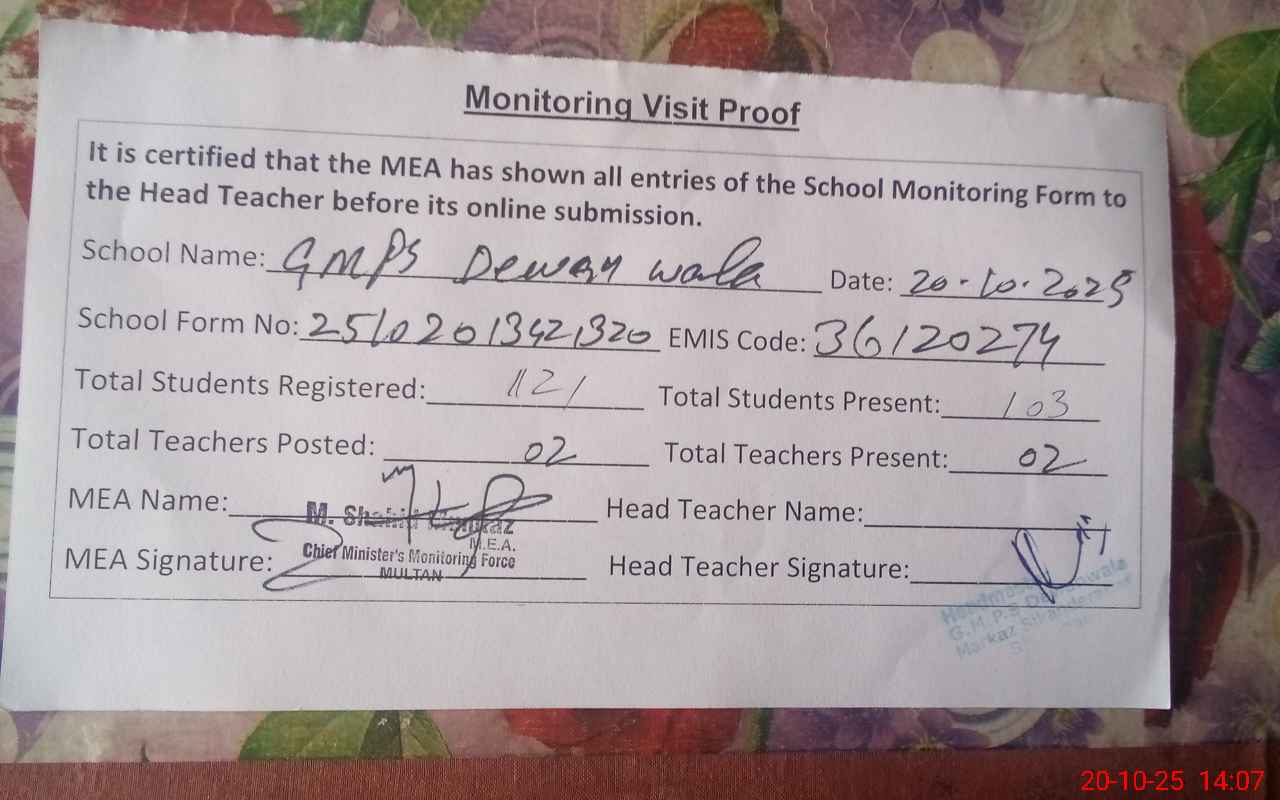 Monitoring Visit Proof
It is certified that the MEA has shown all entries of the School Monitoring Form to
the Head Teacher before its online submission.
School Name: GMPS Dewan wala Date: 20-10-2025
School Form No: 25102013421320 EMIS Code: 36120274
Total Students Registered: 121 Total Students Present: 103
Total Teachers Posted: 02 Total Teachers Present: 02
MEA Name: M. Head Teacher Name:
M.E.A.
Chief Minister's Monitoring Force
MEA Signature: Head Teacher Signature:
MULTAN
G.M.P.S
Markaz
20-10-25 14:07